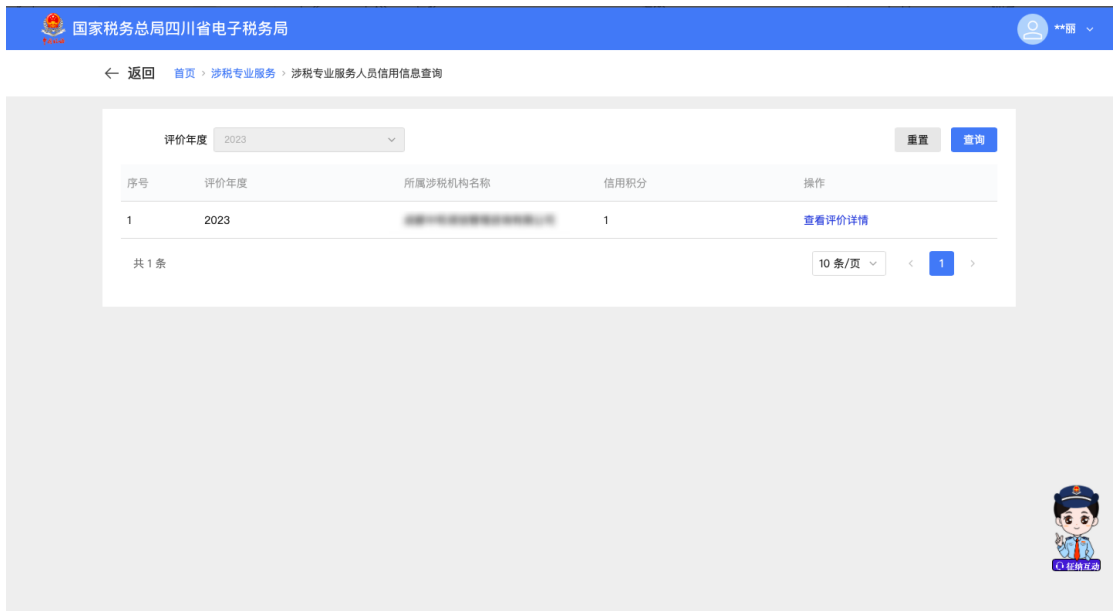 国家税务总局四川省电子税务局
**丽
返回 首页 > 涉税专业服务 > 涉税专业服务人员信用信息查询
评价年度 2023 重置 查询
序号 评价年度 所属涉税机构名称 信用积分 操作
1 2023 1 查看评价详情
共 1 条 10 条/页 < 1 >
征纳互动